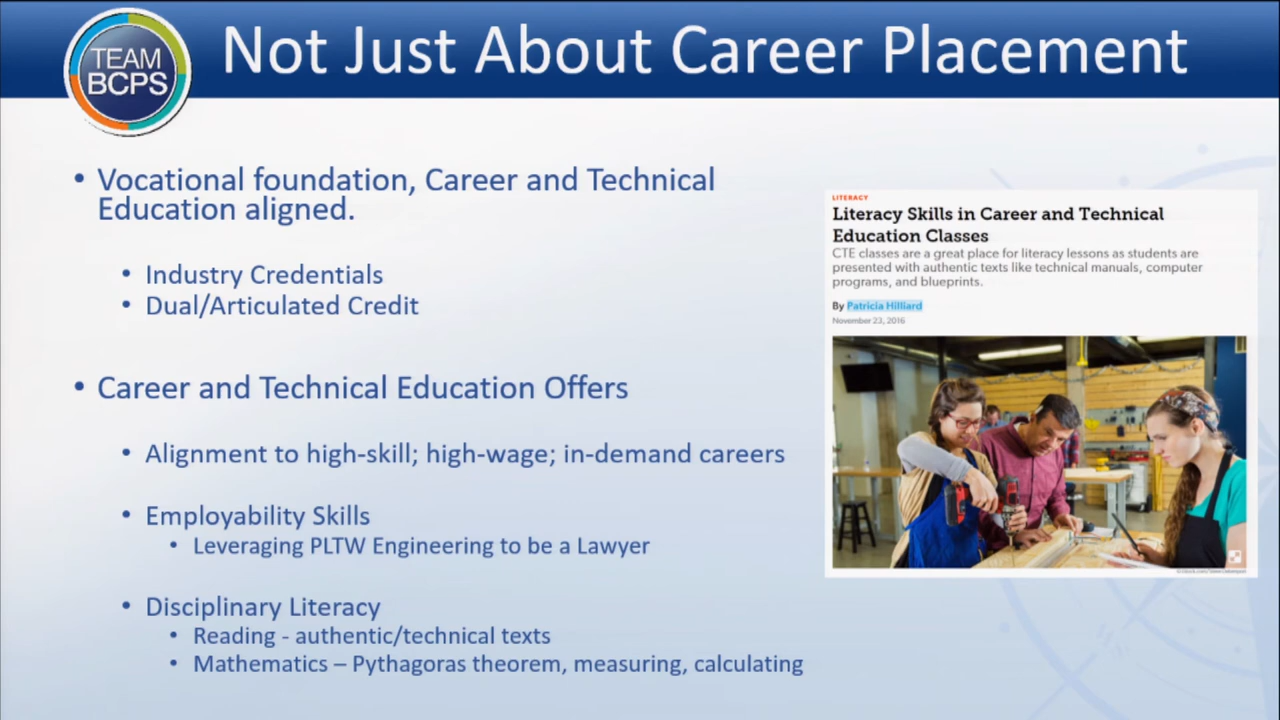 TEAM
BCPS
Not Just About Career Placement
• Vocational foundation, Career and Technical
Education aligned.
• Industry Credentials
• Dual/Articulated Credit
• Career and Technical Education Offers
• Alignment to high-skill; high-wage; in-demand careers
• Employability Skills
• Leveraging PLTW Engineering to be a Lawyer
• Disciplinary Literacy
• Reading - authentic/technical texts
• Mathematics – Pythagoras theorem, measuring, calculating
LITERACY
Literacy Skills in Career and Technical
Education Classes
CTE classes are a great place for literacy lessons as students are
presented with authentic texts like technical manuals, computer
programs, and blueprints.
By Patricia Hilliard
November 23, 2016